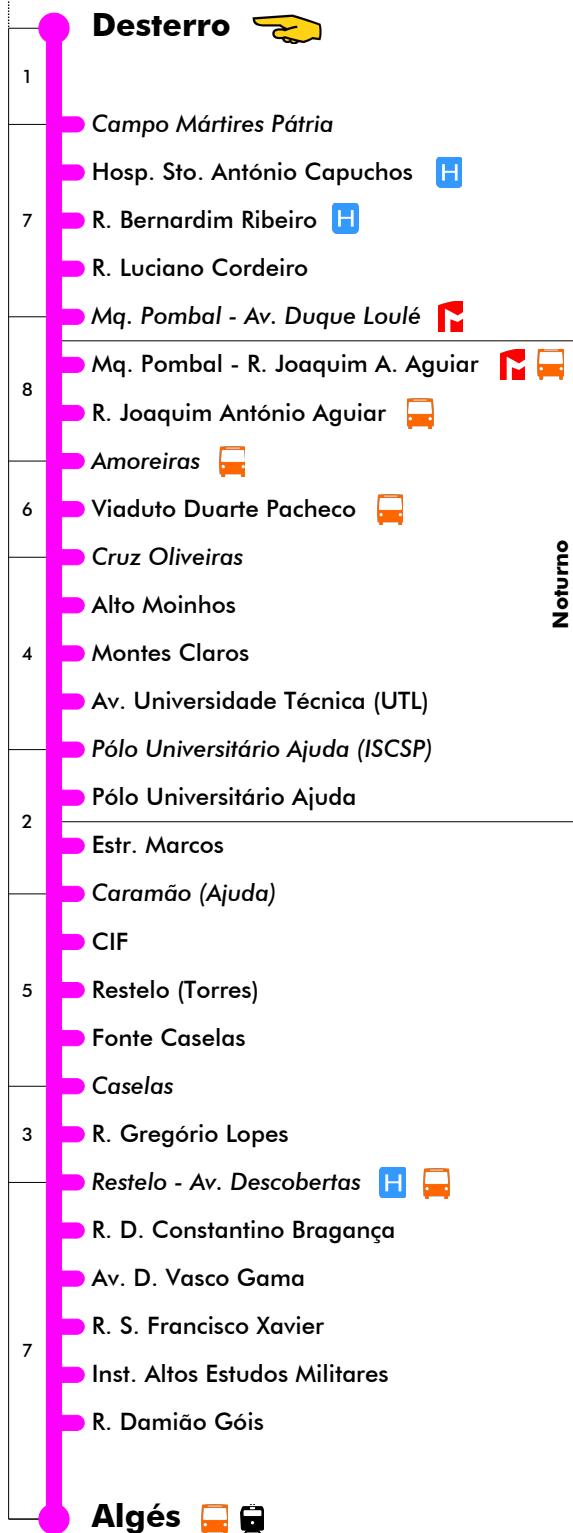 Desterro
1
Campo Mártires Pátria
Hosp. Sto. António Capuchos H
7 R. Bernardim Ribeiro H
R. Luciano Cordeiro
Mq. Pombal - Av. Duque Loulé
Mq. Pombal - R. Joaquim A. Aguiar
8
R. Joaquim António Aguiar
Amoreiras
6 Viaduto Duarte Pacheco
Cruz Oliveiras
Noturno
Alto Moinhos
4 Montes Claros
Av. Universidade Técnica (UTL)
Pólo Universitário Ajuda (ISCSP)
Pólo Universitário Ajuda
2
Estr. Marcos
Caramão (Ajuda)
CIF
5 Restelo (Torres)
Fonte Caselas
Caselas
3 R. Gregório Lopes
Restelo - Av. Descobertas H
R. D. Constantino Bragança
Av. D. Vasco Gama
R. S. Francisco Xavier
7
Inst. Altos Estudos Militares
R. Damião Góis
Algés